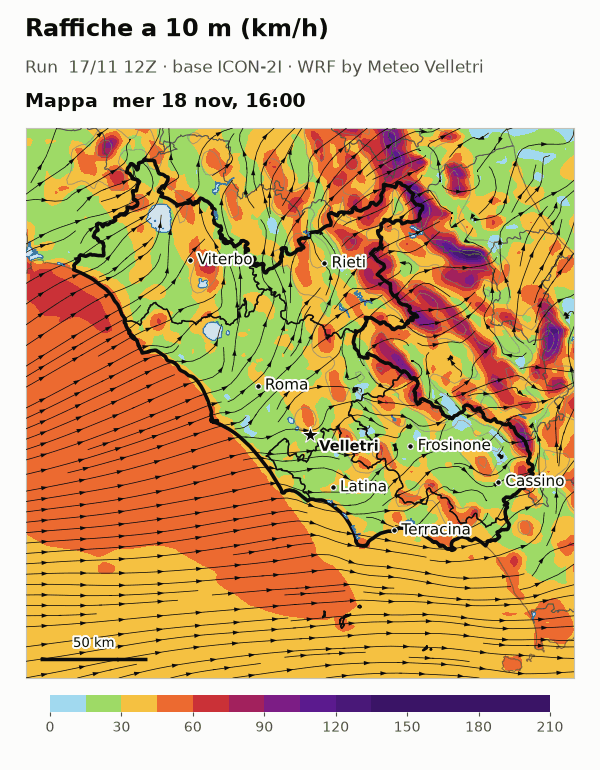 Raffiche a 10 m (km/h)
Run  17/11 12Z · base ICON-2I · WRF by Meteo Velletri
Mappa  mer 18 nov, 16:00
Viterbo
Rieti
Roma
Velletri
Frosinone
Cassino
Latina
Terracina
50 km
0 30 60 90 120 150 180 210